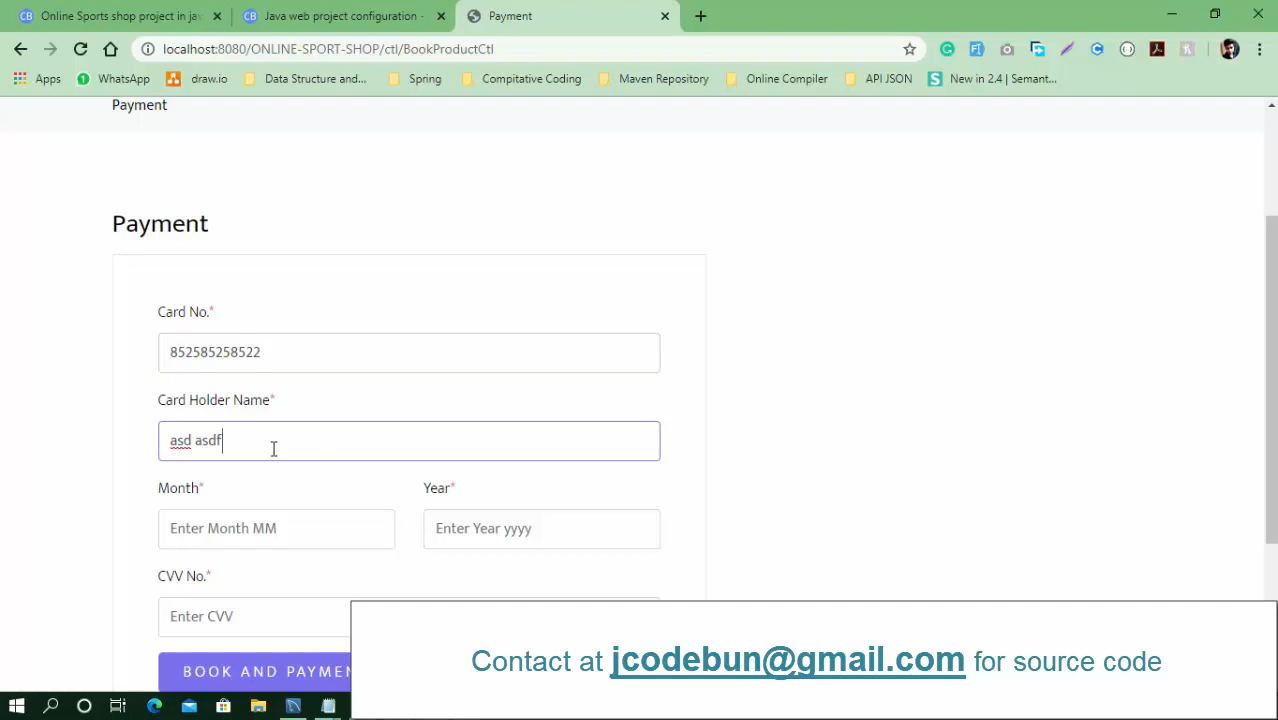 Online Sports shop project in jav
Java web project configuration -
Payment
localhost:8080/ONLINE-SPORT-SHOP/ctl/BookProductCtl
Apps
WhatsApp
draw.io
Data Structure and...
Spring
Compitative Coding
Maven Repository
Online Compiler
API JSON
New in 2.4 | Semant...
Payment
Payment
Card No.*
852585258522
Card Holder Name*
asd asdf
Month* Year*
Enter Month MM Enter Year yyyy
CVV No.*
Enter CVV
BOOK AND PAYMEN
Contact at jcodebun@gmail.com for source code